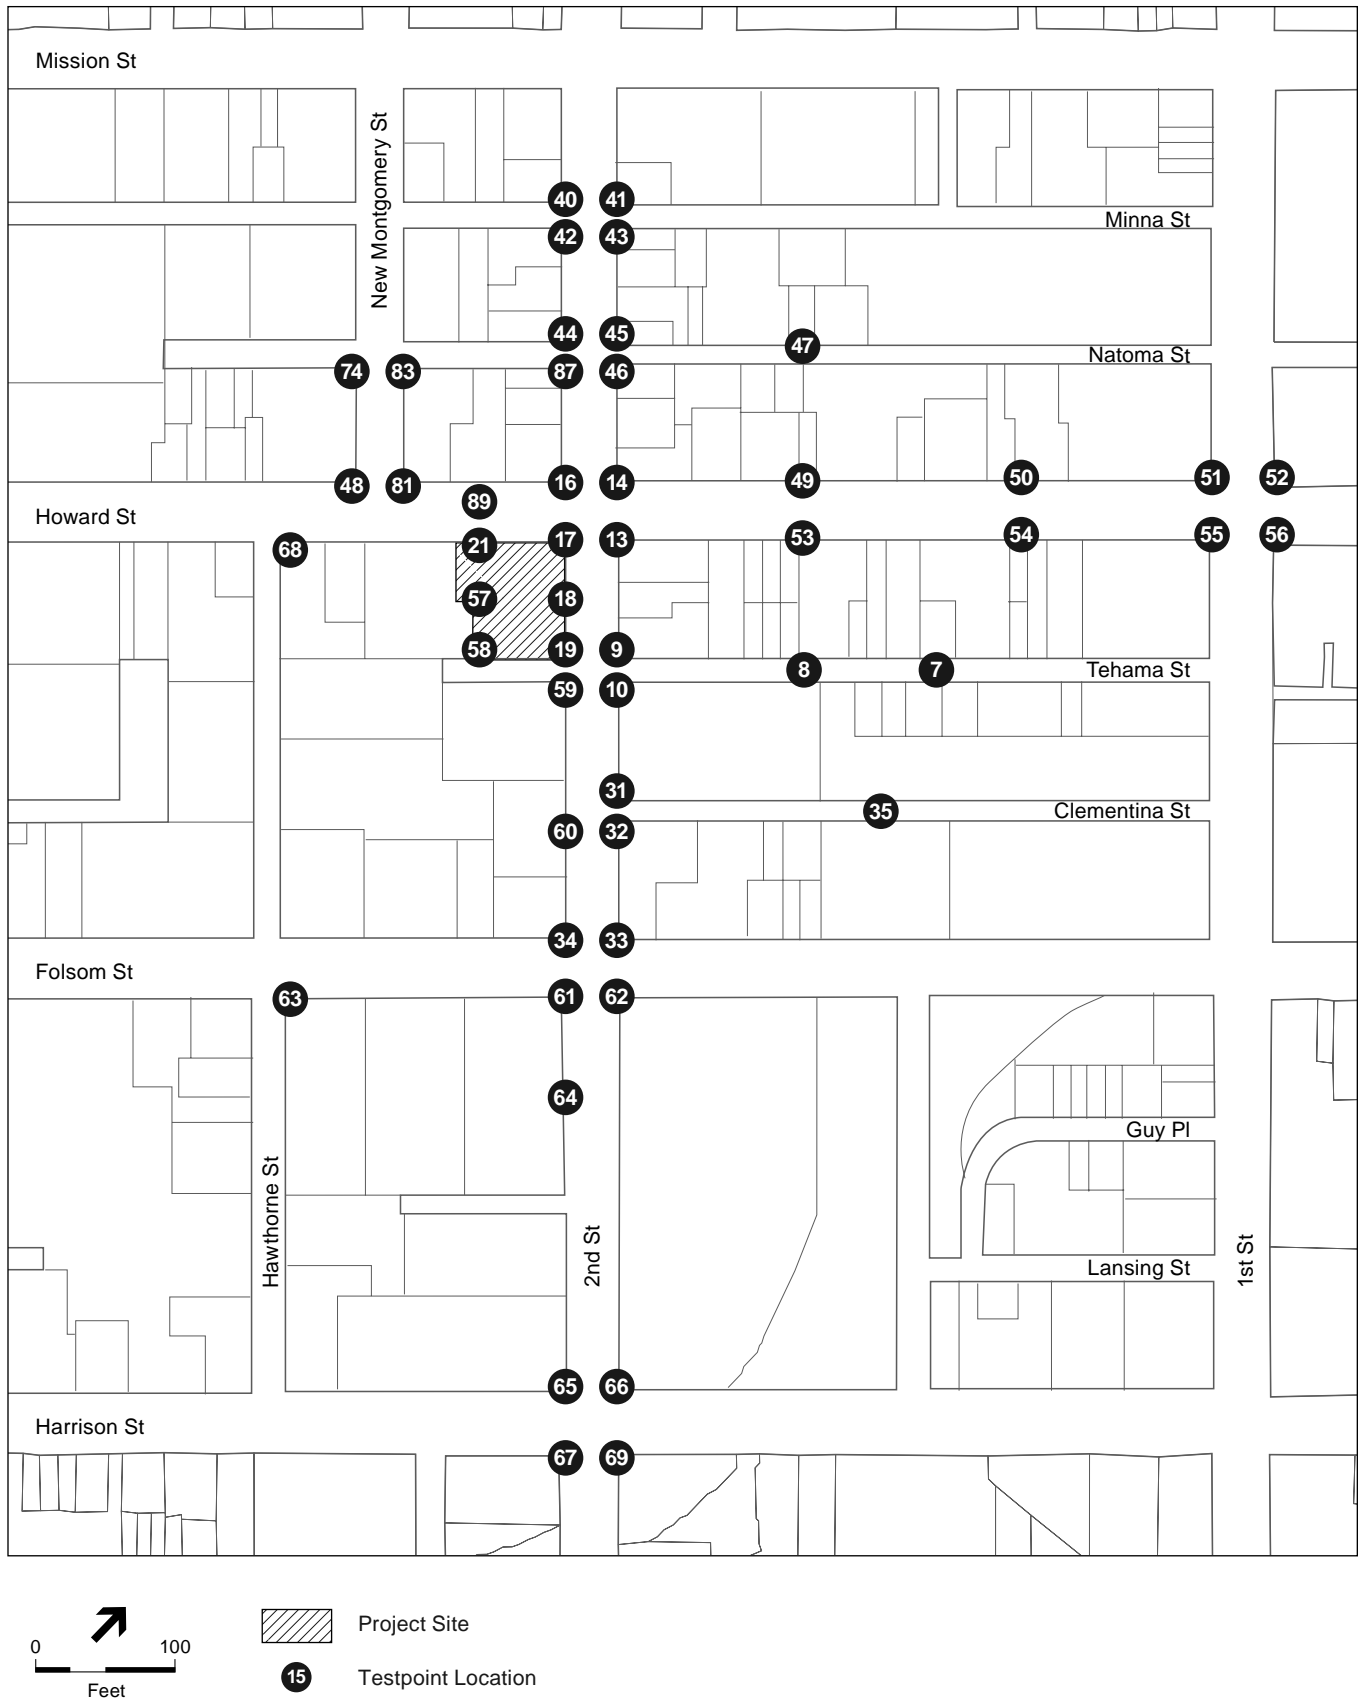 Mission St
New Montgomery St
40 41
Minna St
42 43
44 45
47
Natoma St
74 83 87 46
48 81 16 14 49 50 51 52
89
Howard St
68 21 17 13 53 54 55 56
57 18
58 19 9
8 7 Tehama St
59 10
31
35 Clementina St
60 32
34 33
Folsom St
63 61 62
64
Guy Pl
Hawthorne St
2nd St
1st St
Lansing St
65 66
Harrison St
67 69
0 100
Feet
Project Site
15 Testpoint Location